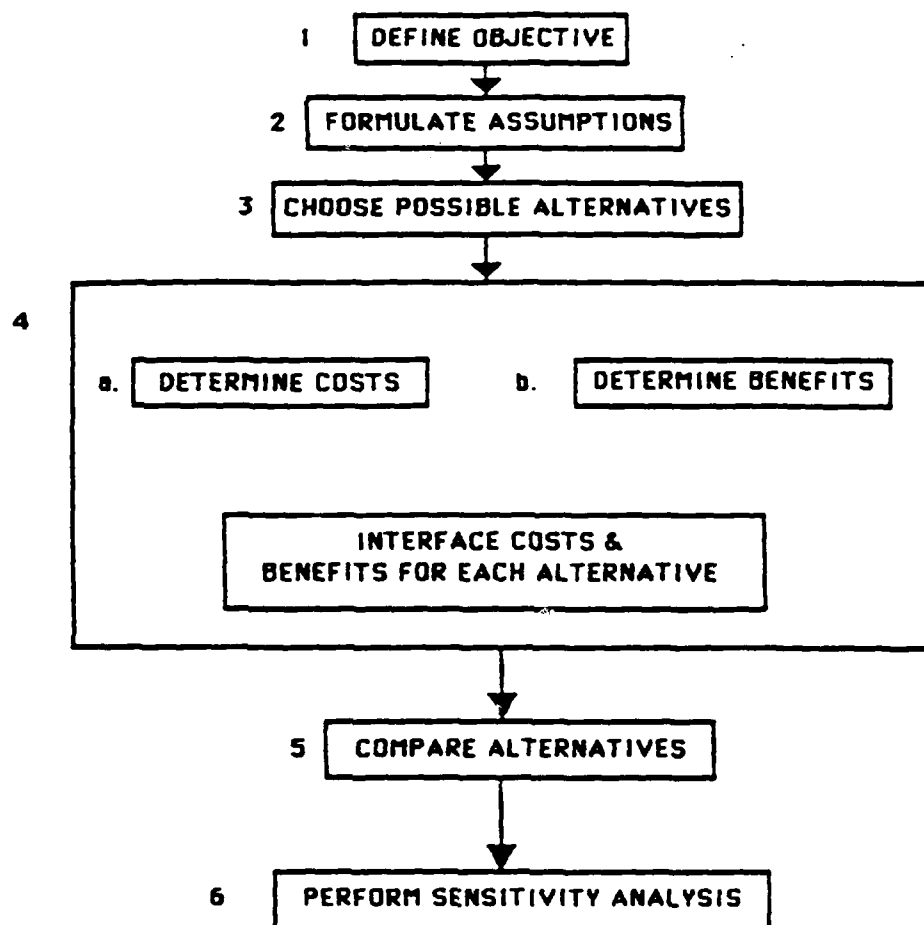 1 DEFINE OBJECTIVE
2 FORMULATE ASSUMPTIONS
3 CHOOSE POSSIBLE ALTERNATIVES
4
a. DETERMINE COSTS b. DETERMINE BENEFITS
INTERFACE COSTS &
BENEFITS FOR EACH ALTERNATIVE
5 COMPARE ALTERNATIVES
6 PERFORM SENSITIVITY ANALYSIS